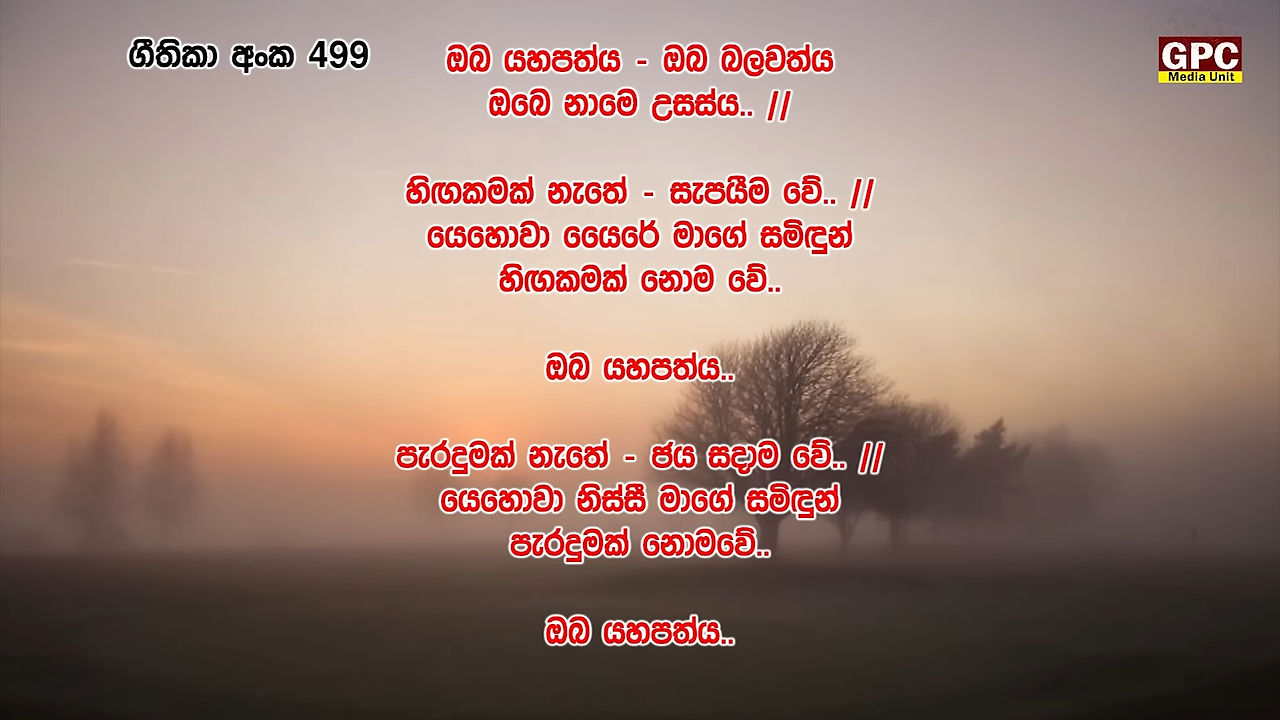 ගීතිකා අංක 499
GPC
Media Unit
ඔබ යහපත්ය - ඔබ බලවත්ය
ඔබෙ නාමෙ උසස්ය.. //
හිඟකමක් නැතේ - සැපයීම වේ.. //
යෙහොවා යෛරේ මාගේ සමිඳුන්
හිඟකමක් නොම වේ..
ඔබ යහපත්ය..
පැරදුමක් නැතේ - ජය සදාම වේ.. //
යෙහොවා නිස්සී මාගේ සමිඳුන්
පැරදුමක් නොමවේ..
ඔබ යහපත්ය..